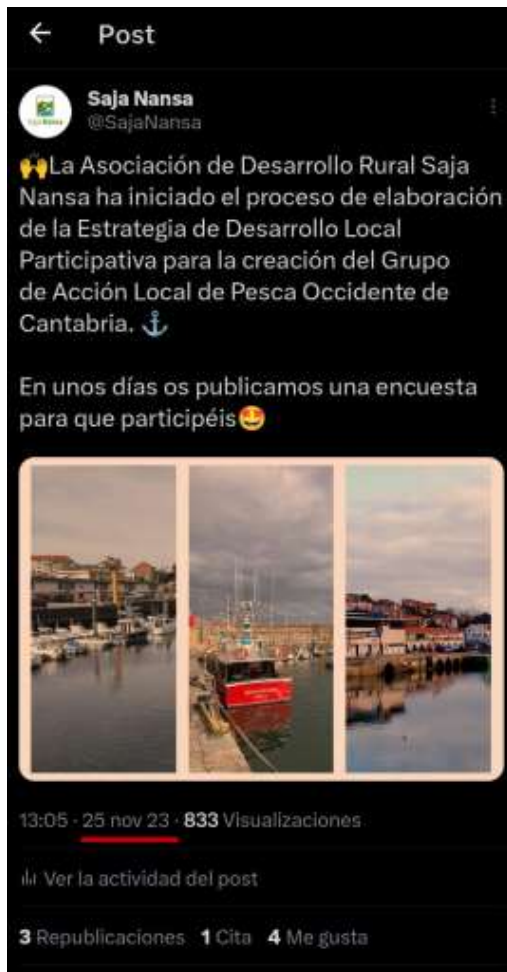 Post
Saja Nansa
@SajaNansa
🙌La Asociación de Desarrollo Rural Saja
Nansa ha iniciado el proceso de elaboración
de la Estrategia de Desarrollo Local
Participativa para la creación del Grupo
de Acción Local de Pesca Occidente de
Cantabria. ⚓
En unos días os publicamos una encuesta
para que participéis🤩
13:05 · 25 nov 23 · 833 Visualizaciones
Ver la actividad del post
3 Republicaciones 1 Cita 4 Me gusta